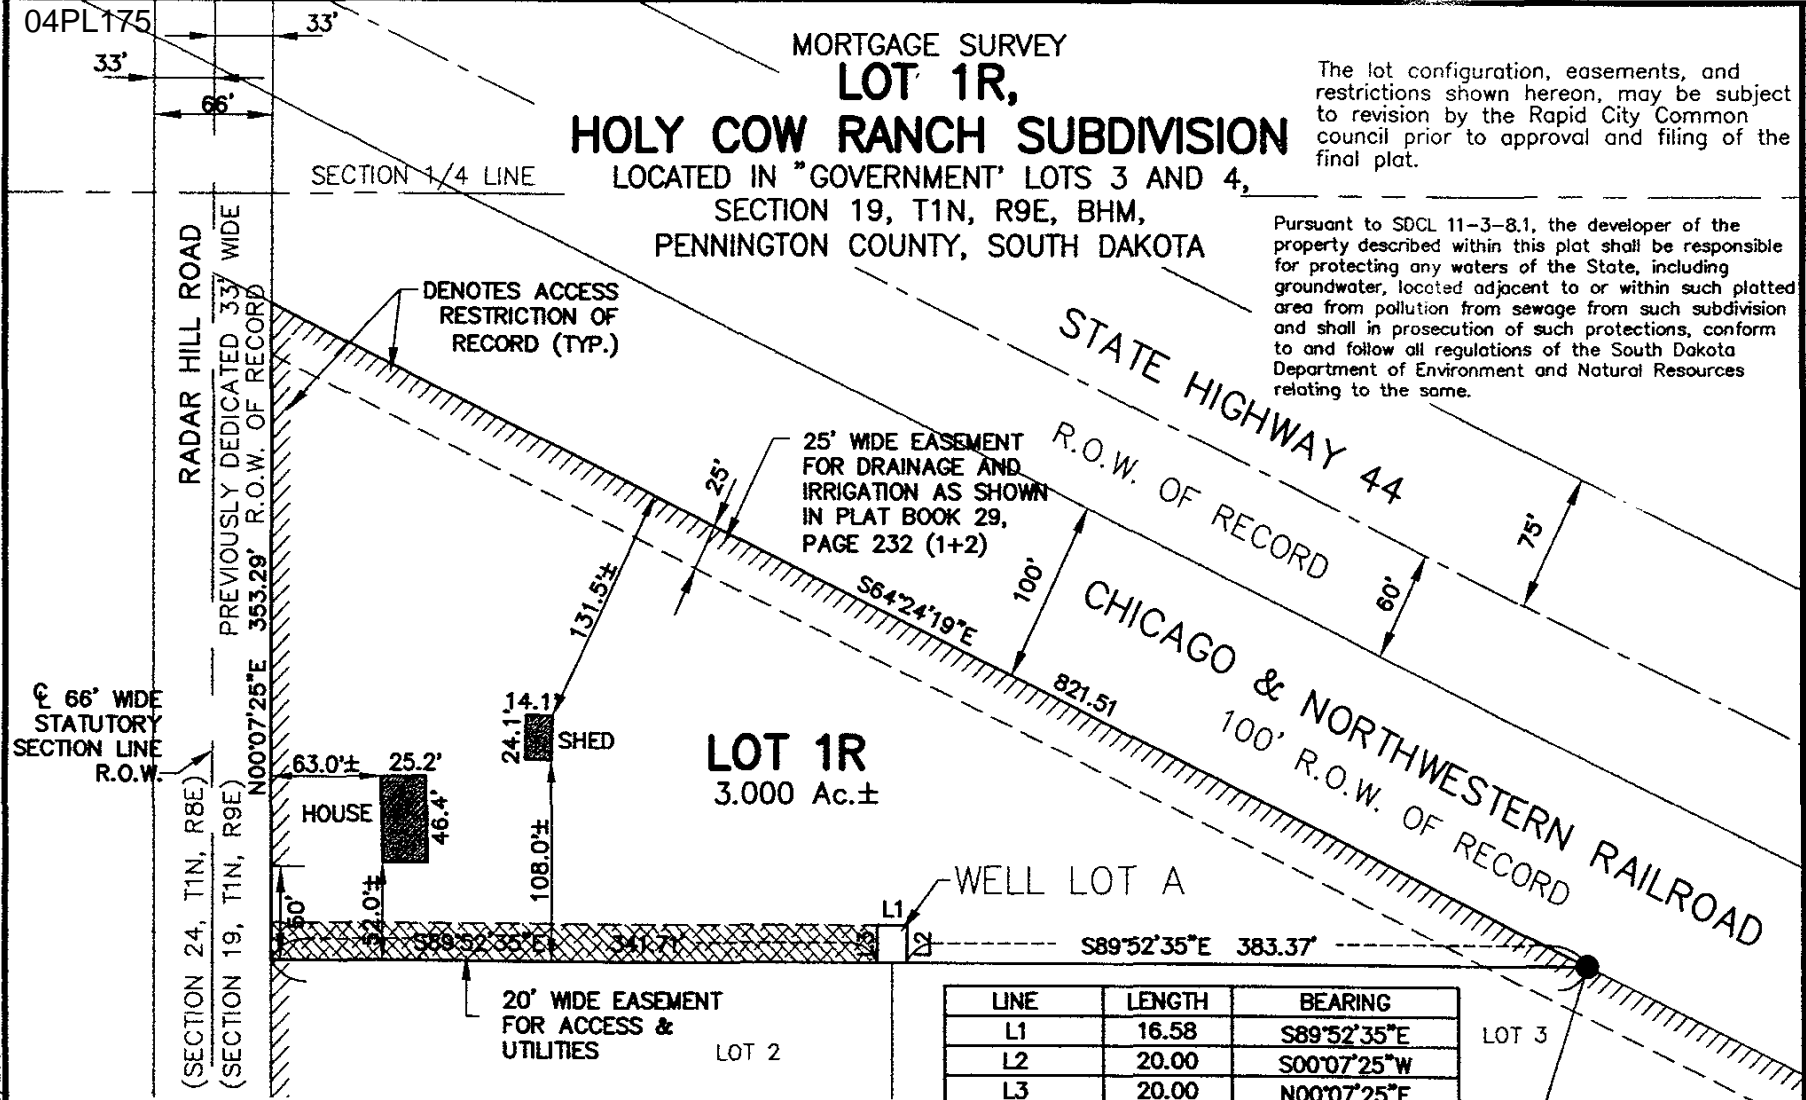 04PL175
33'
33'
66'
MORTGAGE SURVEY
LOT 1R,
HOLY COW RANCH SUBDIVISION
LOCATED IN "GOVERNMENT' LOTS 3 AND 4,
SECTION 19, T1N, R9E, BHM,
PENNINGTON COUNTY, SOUTH DAKOTA
The lot configuration, easements, and
restrictions shown hereon, may be subject
to revision by the Rapid City Common
council prior to approval and filing of the
final plat.
Pursuant to SDCL 11-3-8.1, the developer of the
property described within this plat shall be responsible
for protecting any waters of the State, including
groundwater, located adjacent to or within such platted
area from pollution from sewage from such subdivision
and shall in prosecution of such protections, conform
to and follow all regulations of the South Dakota
Department of Environment and Natural Resources
relating to the same.
SECTION 1/4 LINE
RADAR HILL ROAD
PREVIOUSLY DEDICATED 33' WIDE
R.O.W. OF RECORD
N00°07'25"E 353.29'
DENOTES ACCESS
RESTRICTION OF
RECORD (TYP.)
25' WIDE EASEMENT
FOR DRAINAGE AND
IRRIGATION AS SHOWN
IN PLAT BOOK 29,
PAGE 232 (1+2)
25'
STATE HIGHWAY 44
R.O.W. OF RECORD
75'
60'
100'
CHICAGO & NORTHWESTERN RAILROAD
100' R.O.W. OF RECORD
S64°24'19"E
821.51
131.5'±
℄ 66' WIDE
STATUTORY
SECTION LINE
R.O.W.
(SECTION 24, T1N, R8E)
(SECTION 19, T1N, R9E)
14.1'
24.1'
SHED
LOT 1R
3.000 Ac.±
63.0'±
25.2'
HOUSE
46.4'
108.0'±
52.0'±
50'
S89°52'35"E 341.71'
WELL LOT A
L1
L3
L2
S89°52'35"E 383.37'
20' WIDE EASEMENT
FOR ACCESS &
UTILITIES
LOT 2
LINE LENGTH BEARING
L1 16.58 S89°52'35"E
L2 20.00 S00°07'25"W
L3 20.00 N00°07'25"E
LOT 3